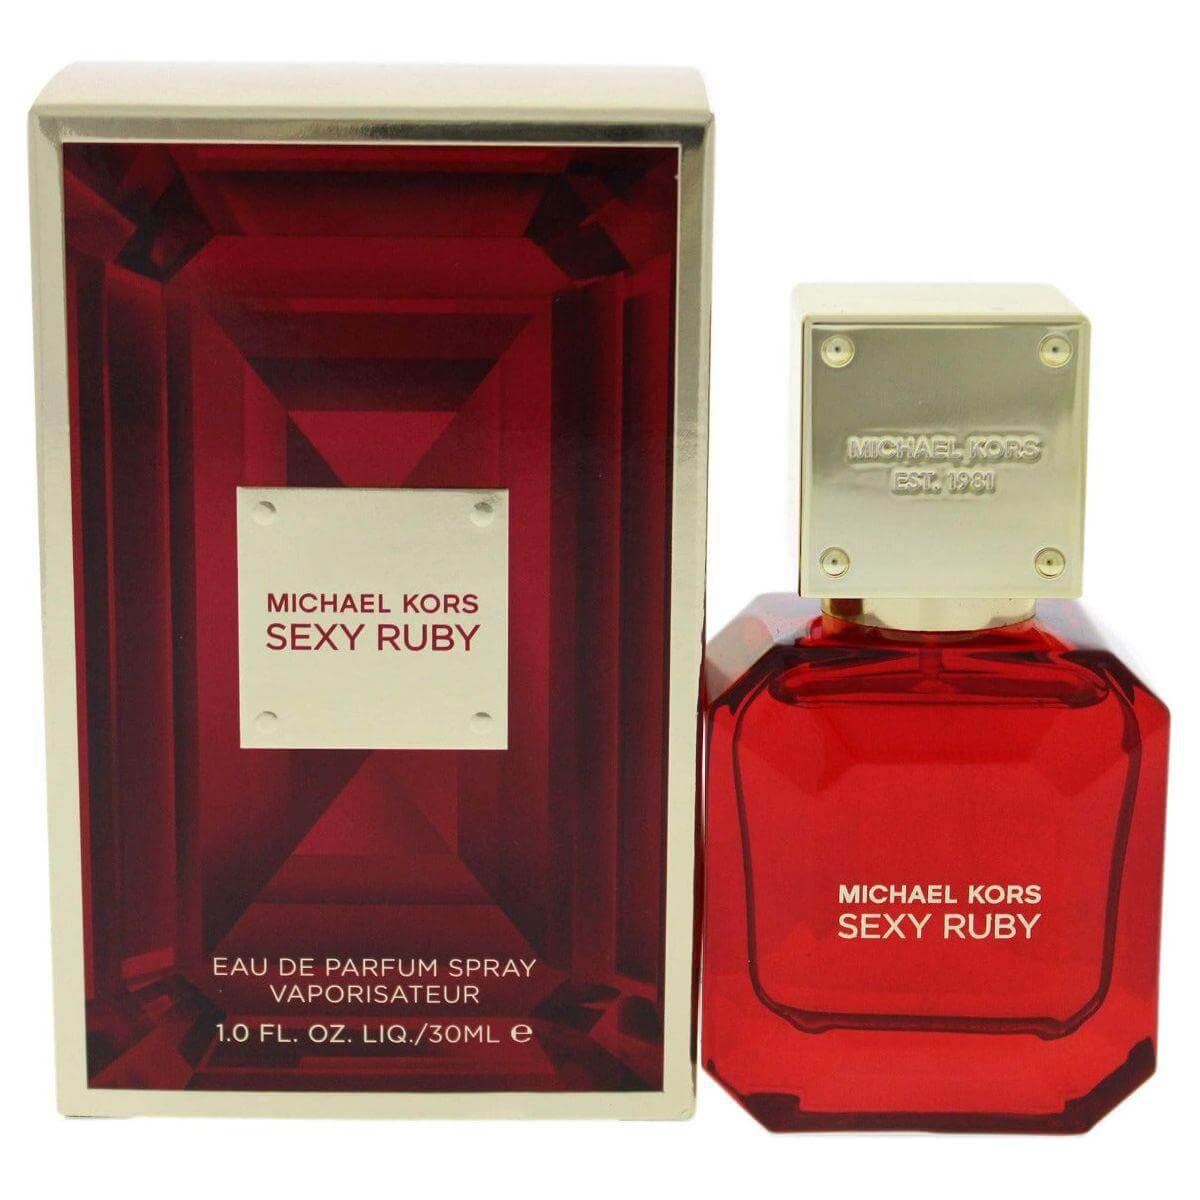 MICHAEL KORS
SEXY RUBY
EAU DE PARFUM SPRAY
VAPORISATEUR
1.0 FL. OZ. LIQ./30ML ℮
MICHAEL KORS
EST. 1981
MICHAEL KORS
SEXY RUBY